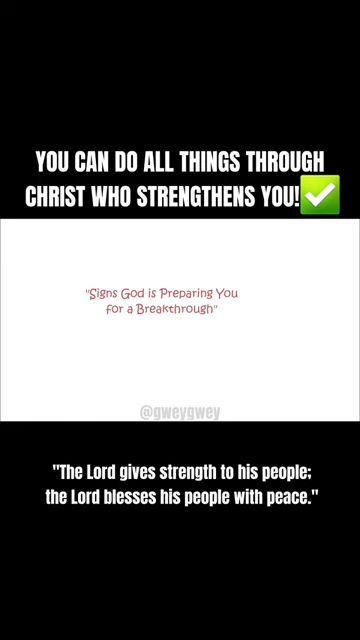 YOU CAN DO ALL THINGS THROUGH
CHRIST WHO STRENGTHENS YOU!✅
"Signs God is Preparing You
for a Breakthrough"
@gweygwey
"The Lord gives strength to his people;
the Lord blesses his people with peace."